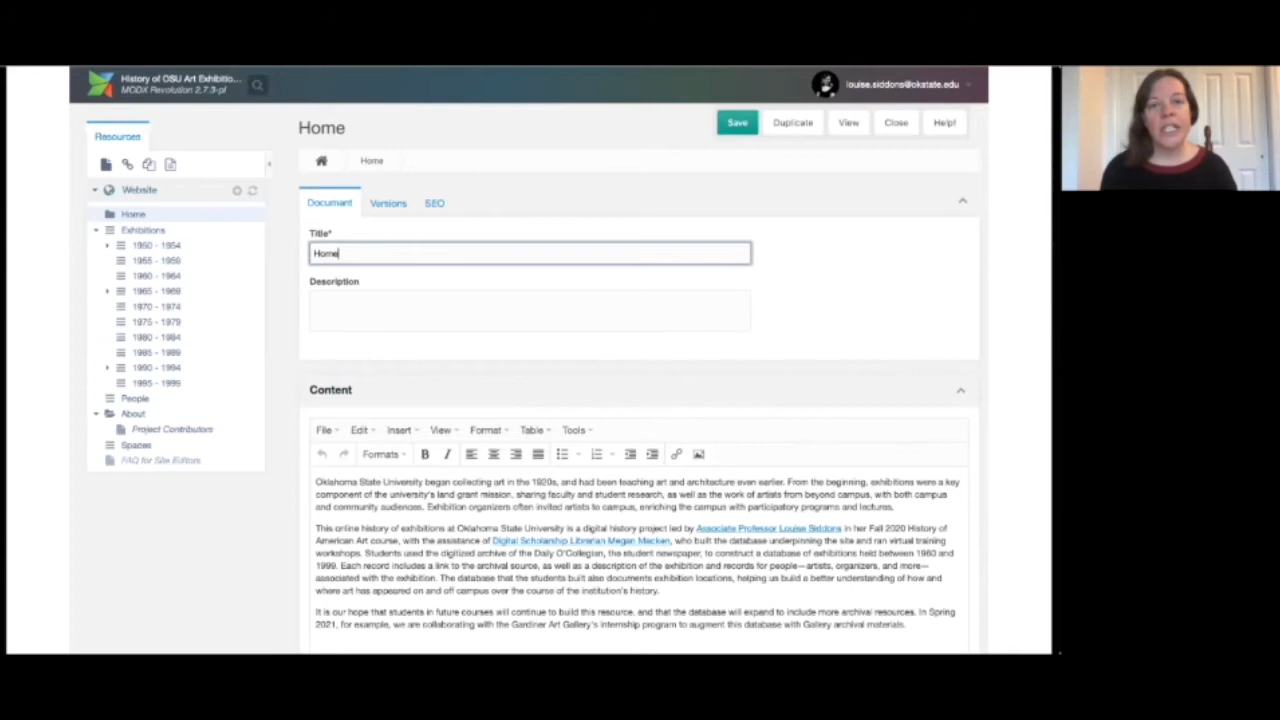 History of OSU Art Exhibitio...
MODX Revolution 2.7.3-pl
louise.siddons@okstate.edu
Resources
Home
Save
Duplicate
View
Close
Help!
Home
Website
Home
Exhibitions
1950 - 1954
1955 - 1959
1960 - 1964
1965 - 1969
1970 - 1974
1975 - 1979
1980 - 1984
1985 - 1989
1990 - 1994
1995 - 1999
People
About
Project Contributors
Spaces
FAQ for Site Editors
Document
Versions
SEO
Title*
Home
Description
Content
File
Edit
Insert
View
Format
Table
Tools
Formats
B
I
Oklahoma State University began collecting art in the 1920s, and had been teaching art and architecture even earlier. From the beginning, exhibitions were a key
component of the university's land grant mission, sharing faculty and student research, as well as the work of artists from beyond campus, with both campus
and community audiences. Exhibition organizers often invited artists to campus, enriching the campus with participatory programs and lectures.
This online history of exhibitions at Oklahoma State University is a digital history project led by Associate Professor Louise Siddons in her Fall 2020 History of
American Art course, with the assistance of Digital Scholarship Librarian Megan Macken, who built the database underpinning the site and ran virtual training
workshops. Students used the digitized archive of the Daily O'Collegian, the student newspaper, to construct a database of exhibitions held between 1960 and
1999. Each record includes a link to the archival source, as well as a description of the exhibition and records for people—artists, organizers, and more—
associated with the exhibition. The database that the students built also documents exhibition locations, helping us build a better understanding of how and
where art has appeared on and off campus over the course of the institution's history.
It is our hope that students in future courses will continue to build this resource, and that the database will expand to include more archival resources. In Spring
2021, for example, we are collaborating with the Gardiner Art Gallery's internship program to augment this database with Gallery archival materials.